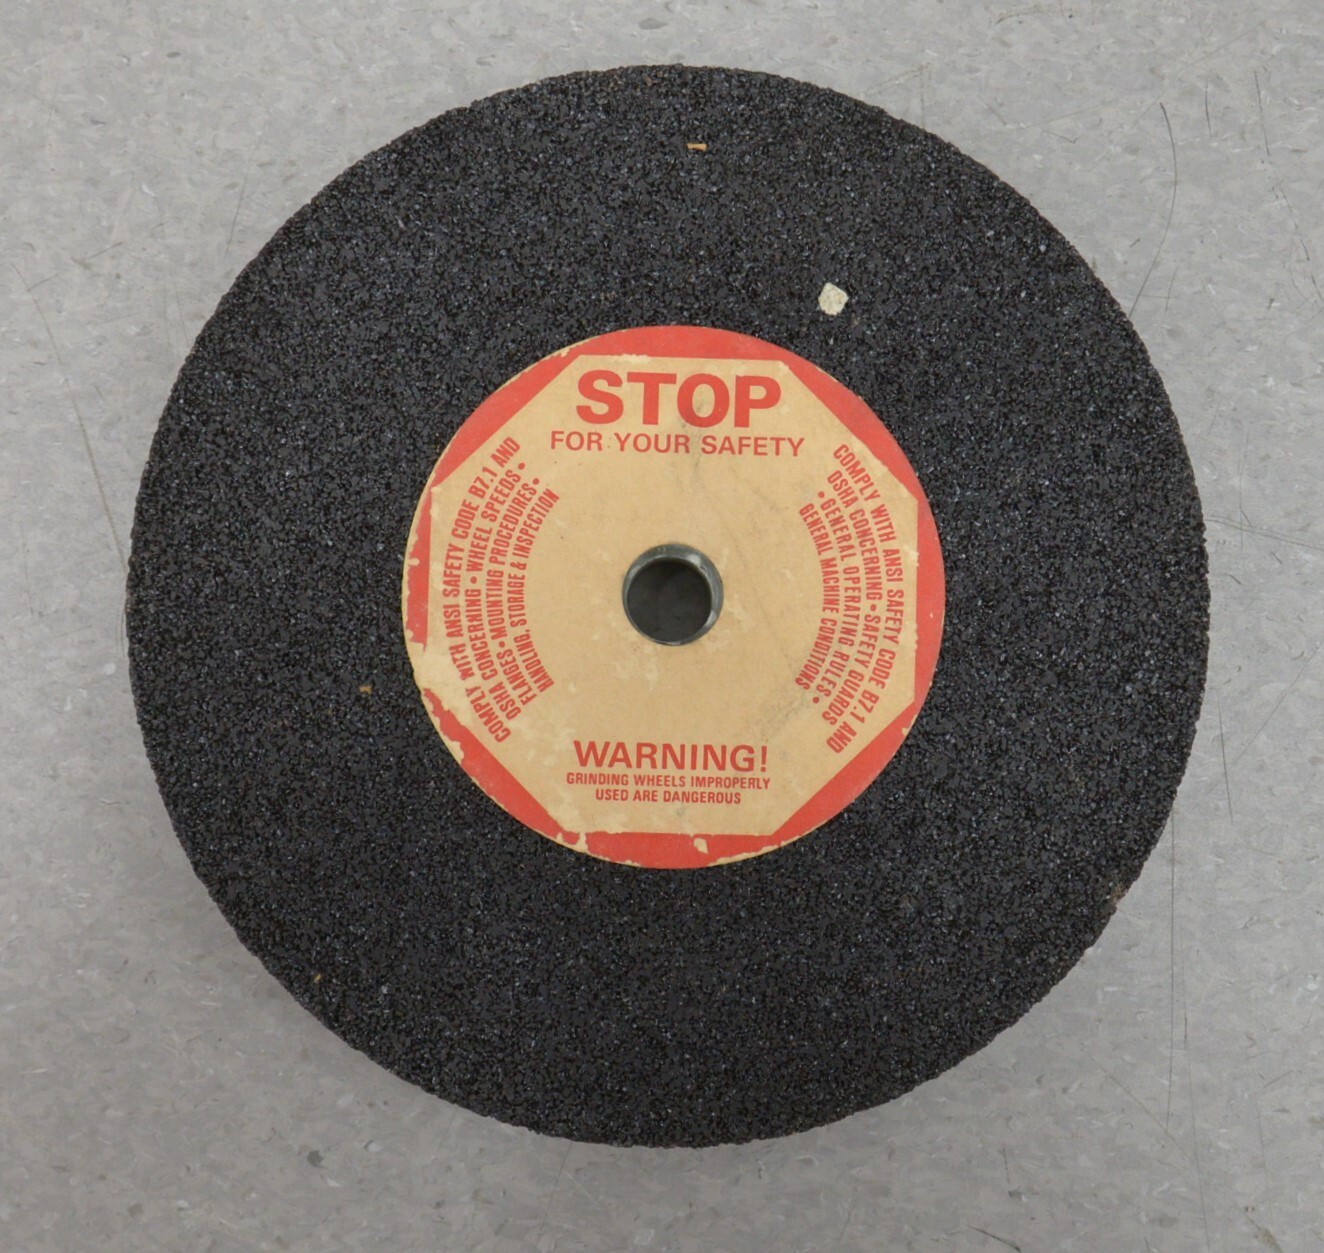 STOP
FOR YOUR SAFETY
COMPLY WITH ANSI SAFETY CODE B7.1 AND
OSHA CONCERNING • WHEEL SPEEDS •
FLANGES • MOUNTING PROCEDURES •
HANDLING, STORAGE & INSPECTION
COMPLY WITH ANSI SAFETY CODE B7.1 AND
OSHA CONCERNING • SAFETY GUARDS
• GENERAL OPERATING RULES •
GENERAL MACHINE CONDITIONS •
WARNING!
GRINDING WHEELS IMPROPERLY
USED ARE DANGEROUS